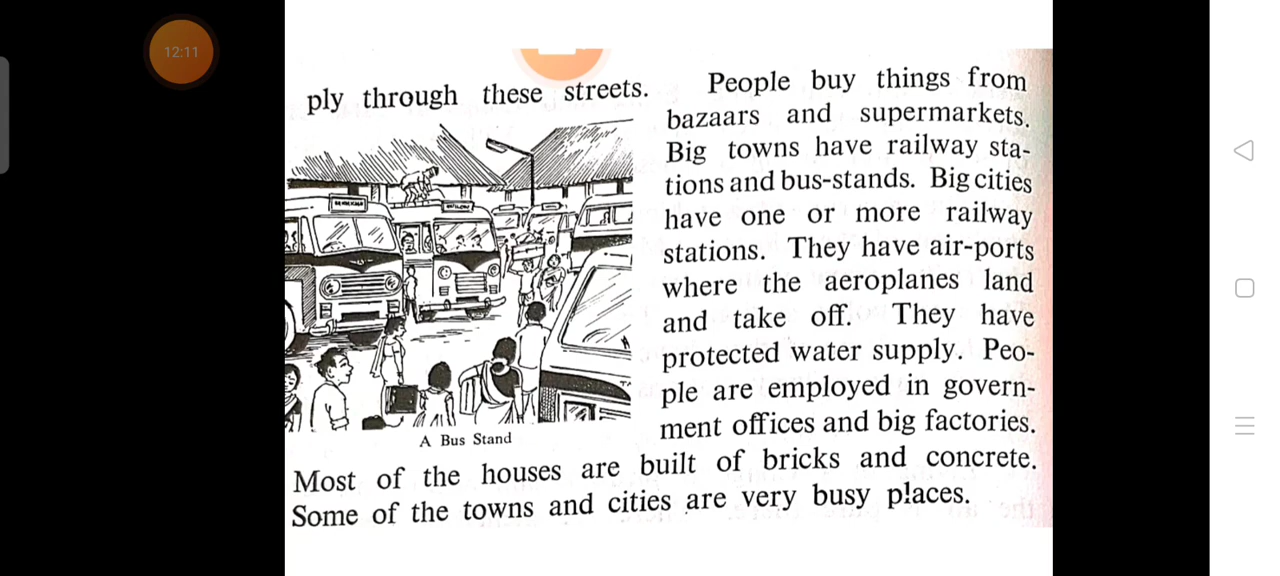 12:11
ply through these streets.
A Bus Stand
People buy things from
bazaars and supermarkets.
Big towns have railway sta-
tions and bus-stands. Big cities
have one or more railway
stations. They have air-ports
where the aeroplanes land
and take off. They have
protected water supply. Peo-
ple are employed in govern-
ment offices and big factories.
Most of the houses are built of bricks and concrete.
Some of the towns and cities are very busy places.